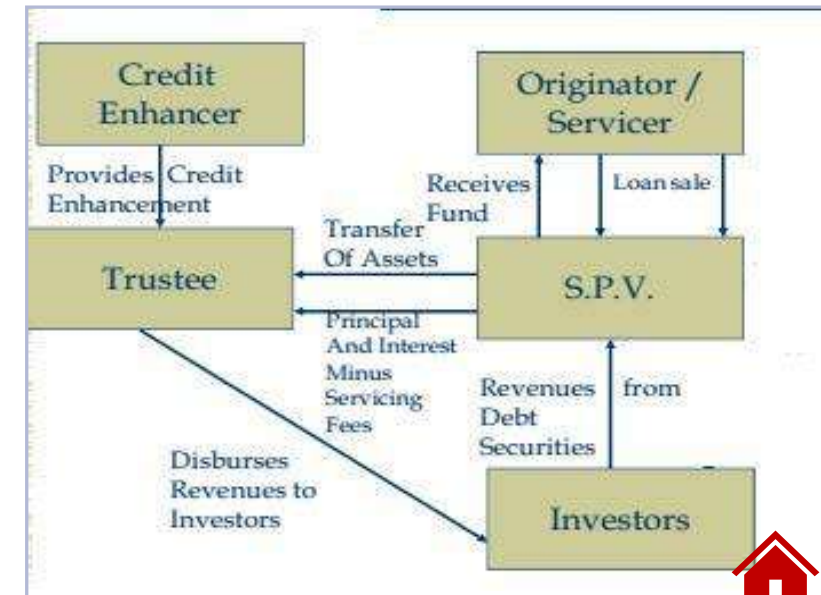 Credit
Enhancer
Originator /
Servicer
Provides Credit
Enhancement
Receives
Fund
Loan sale
Transfer
Of Assets
Trustee
S.P.V.
Principal
And Interest
Minus
Servicing
Fees
Revenues from
Debt
Securities
Disburses
Revenues to
Investors
Investors